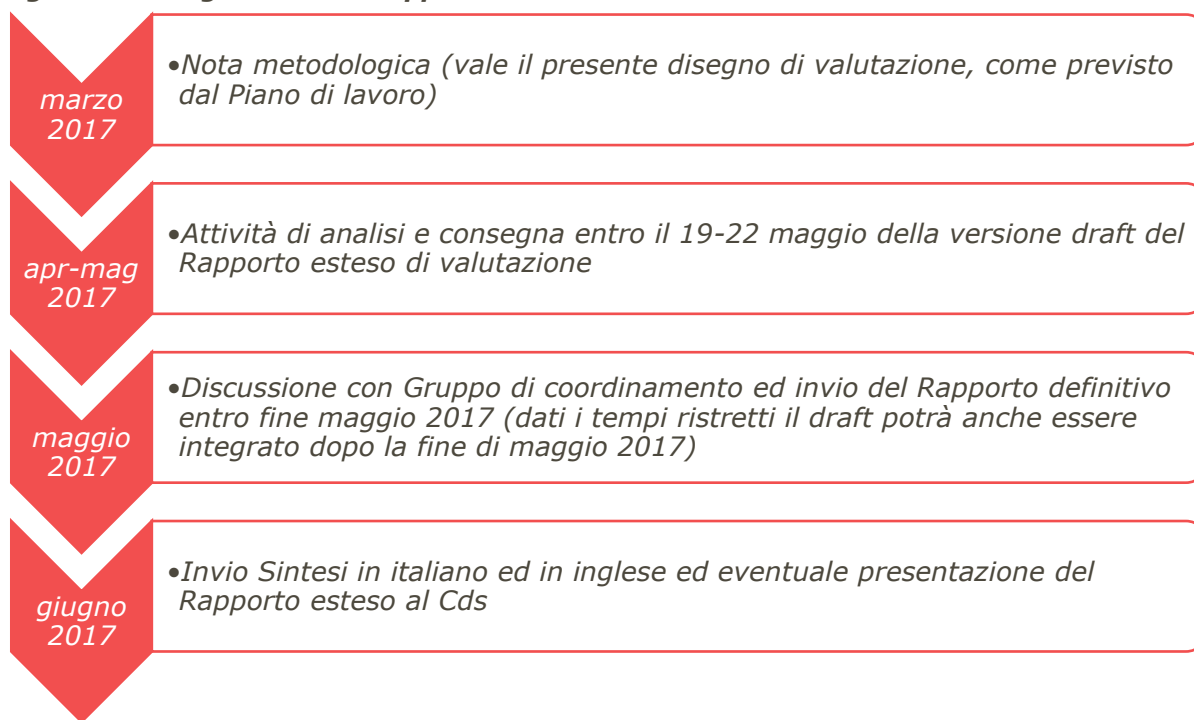 marzo
2017
•Nota metodologica (vale il presente disegno di valutazione, come previsto
dal Piano di lavoro)
apr-mag
2017
•Attività di analisi e consegna entro il 19-22 maggio della versione draft del
Rapporto esteso di valutazione
maggio
2017
•Discussione con Gruppo di coordinamento ed invio del Rapporto definitivo
entro fine maggio 2017 (dati i tempi ristretti il draft potrà anche essere
integrato dopo la fine di maggio 2017)
giugno
2017
•Invio Sintesi in italiano ed in inglese ed eventuale presentazione del
Rapporto esteso al Cds